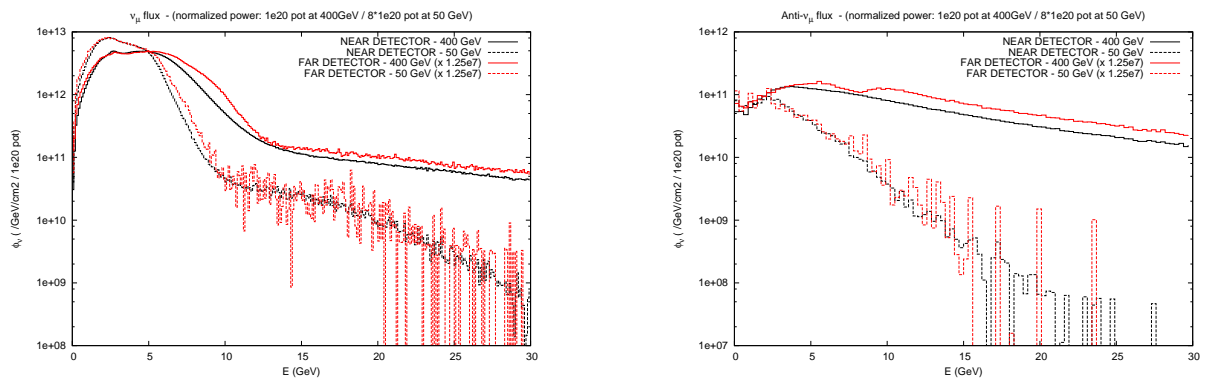 ν_μ flux - (normalized power: 1e20 pot at 400GeV / 8*1e20 pot at 50 GeV)
NEAR DETECTOR - 400 GeV
NEAR DETECTOR - 50 GeV
FAR DETECTOR - 400 GeV (x 1.25e7)
FAR DETECTOR - 50 GeV (x 1.25e7)
1e+13
1e+12
1e+11
1e+10
1e+09
1e+08
ϕ_ν ( /GeV/cm2 / 1e20 pot)
0 5 10 15 20 25 30
E (GeV)
Anti-ν_μ flux - (normalized power: 1e20 pot at 400GeV / 8*1e20 pot at 50 GeV)
NEAR DETECTOR - 400 GeV
NEAR DETECTOR - 50 GeV
FAR DETECTOR - 400 GeV (x 1.25e7)
FAR DETECTOR - 50 GeV (x 1.25e7)
1e+12
1e+11
1e+10
1e+09
1e+08
1e+07
ϕ_ν ( /GeV/cm2 / 1e20 pot)
0 5 10 15 20 25 30
E (GeV)